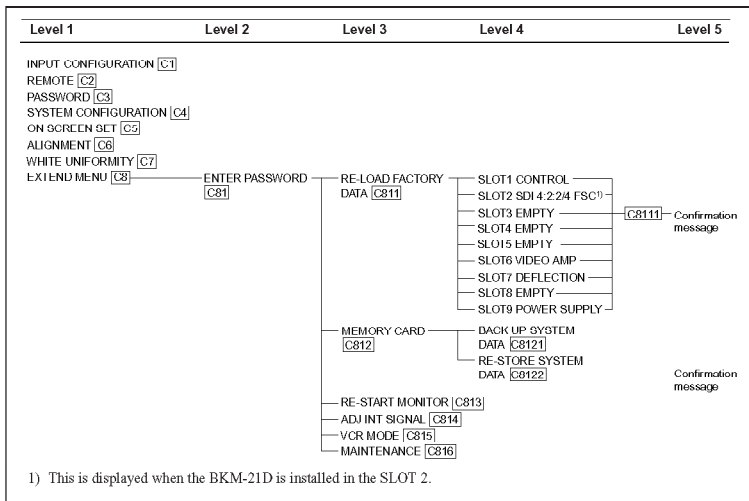 Level 1 Level 2 Level 3 Level 4 Level 5
INPUT CONFIGURATION C1
REMOTE C2
PASSWORD C3
SYSTEM CONFIGURATION C4
ON SCREEN SET C5
ALIGNMENT C6
WHITE UNIFORMITY C7
EXTEND MENU C8
ENTER PASSWORD
C81
RE-LOAD FACTORY
DATA C811
SLOT1 CONTROL
SLOT2 SDI 4:2:2/4 FSC1)
SLOT3 EMPTY
SLOT4 EMPTY
SLOT5 EMPTY
SLOT6 VIDEO AMP
SLOT7 DEFLECTION
SLOT8 EMPTY
SLOT9 POWER SUPPLY
C8111
Confirmation
message
MEMORY CARD
C812
BACK UP SYSTEM
DATA C8121
RE-STORE SYSTEM
DATA C8122
Confirmation
message
RE-START MONITOR C813
ADJ INT SIGNAL C814
VCR MODE C815
MAINTENANCE C816
1) This is displayed when the BKM-21D is installed in the SLOT 2.